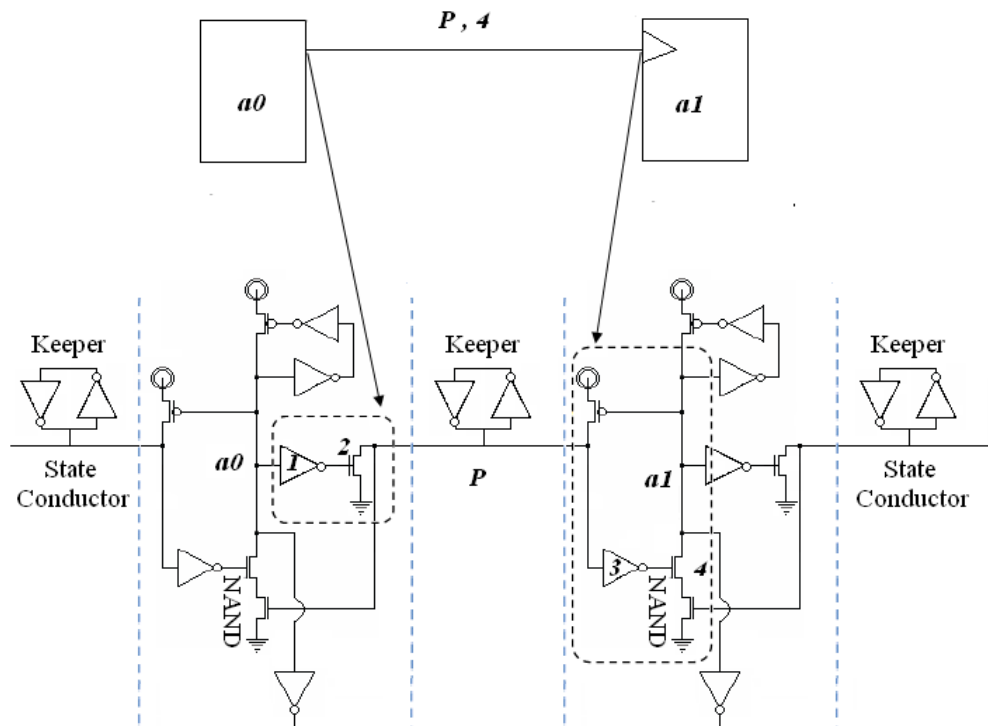 P , 4
a0
a1
Keeper
Keeper
Keeper
a0
1
2
P
a1
State
Conductor
State
Conductor
3
4
NAND
NAND